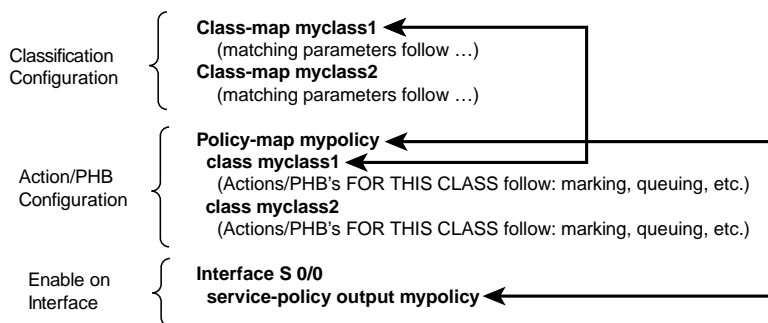 Classification
Configuration
Class-map myclass1
(matching parameters follow …)
Class-map myclass2
(matching parameters follow …)
Action/PHB
Configuration
Policy-map mypolicy
class myclass1
(Actions/PHB's FOR THIS CLASS follow: marking, queuing, etc.)
class myclass2
(Actions/PHB's FOR THIS CLASS follow: marking, queuing, etc.)
Enable on
Interface
Interface S 0/0
service-policy output mypolicy